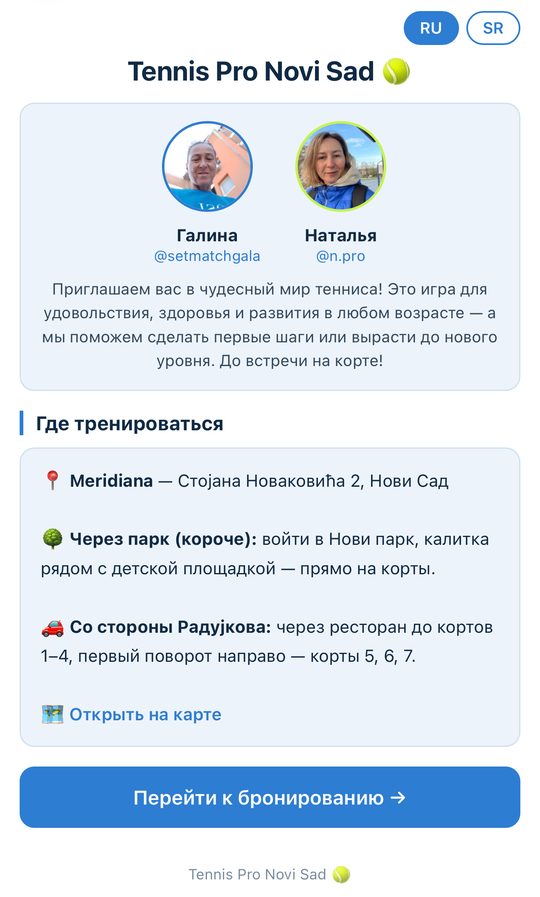 RU SR
Tennis Pro Novi Sad 🎾
Галина Наталья
@setmatchgala @n.pro
Приглашаем вас в чудесный мир тенниса! Это игра для
удовольствия, здоровья и развития в любом возрасте — а
мы поможем сделать первые шаги или вырасти до нового
уровня. До встречи на корте!
Где тренироваться
📍 Meridiana — Стојана Новаковића 2, Нови Сад
🌳 Через парк (короче): войти в Нови парк, калитка
рядом с детской площадкой — прямо на корты.
🚗 Со стороны Радујкова: через ресторан до кортов
1–4, первый поворот направо — корты 5, 6, 7.
🗺️ Открыть на карте
Перейти к бронированию →
Tennis Pro Novi Sad 🎾